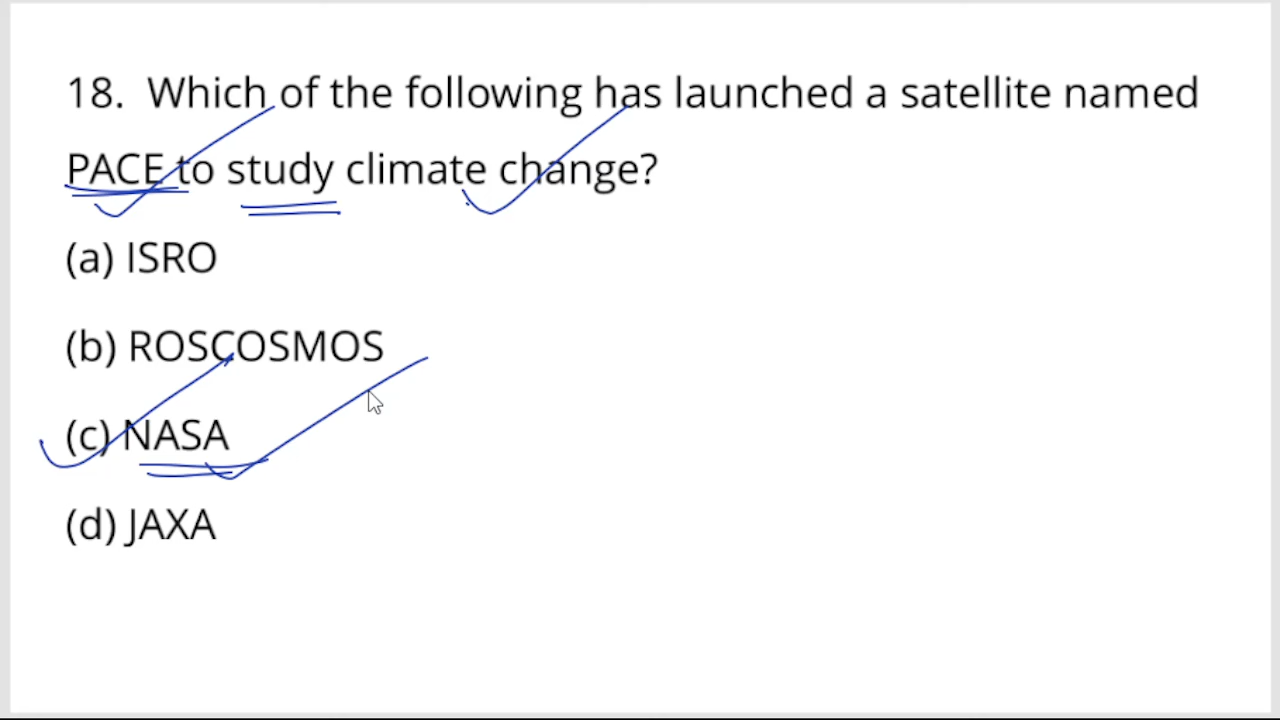 18. Which of the following has launched a satellite named
PACE to study climate change?
(a) ISRO
(b) ROSCOSMOS
(c) NASA
(d) JAXA